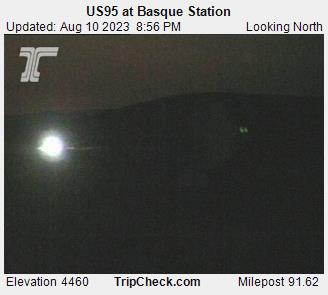 US95 at Basque Station
Updated: Aug 10 2023 8:56 PM Looking North
Elevation 4460 TripCheck.com Milepost 91.62